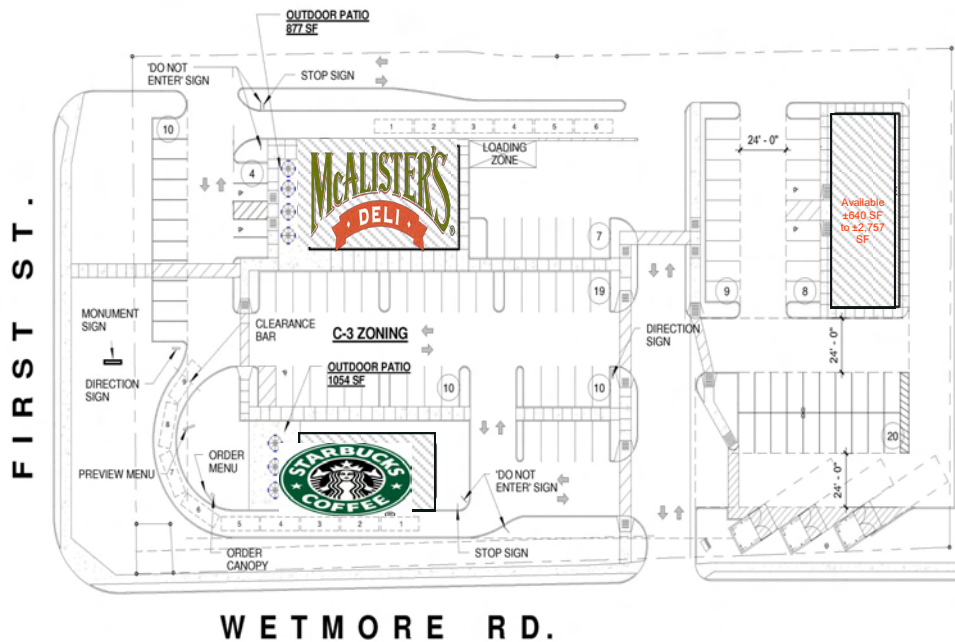 OUTDOOR PATIO
877 SF
'DO NOT
ENTER' SIGN
STOP SIGN
10
1
2
3
4
5
6
LOADING
ZONE
24' - 0"
4
McALISTER'S
DELI
Available
±640 SF
to ±2,757
SF
7
FIRST ST.
19
9
8
MONUMENT
SIGN
CLEARANCE
BAR
C-3 ZONING
DIRECTION
SIGN
24' - 0"
OUTDOOR PATIO
1054 SF
DIRECTION
SIGN
9
10
10
8
20
ORDER
MENU
STARBUCKS
COFFEE
PREVIEW MENU
7
'DO NOT
ENTER' SIGN
24' - 0"
6
5
4
3
2
1
ORDER
CANOPY
STOP SIGN
WETMORE RD.